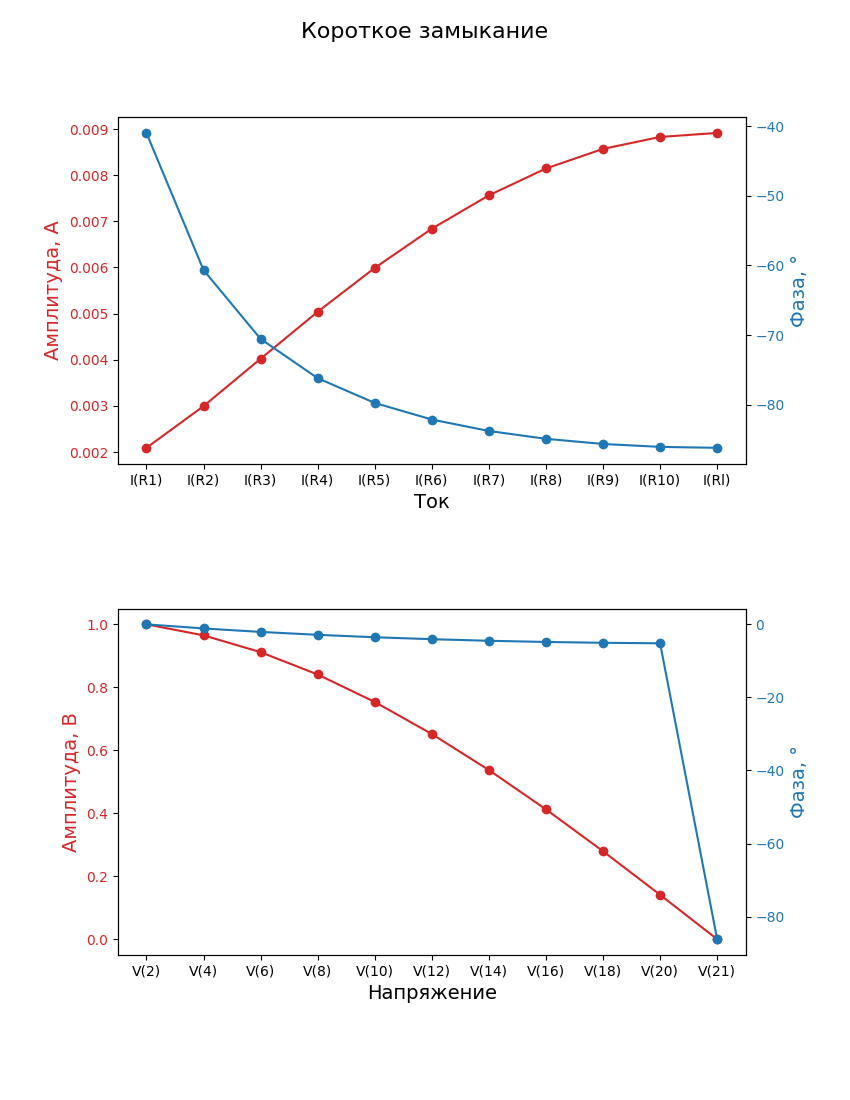 Короткое замыкание
0.009
0.008
0.007
0.006
0.005
0.004
0.003
0.002
Амплитуда, А
−40
−50
−60
−70
−80
Фаза, °
I(R1) I(R2) I(R3) I(R4) I(R5) I(R6) I(R7) I(R8) I(R9) I(R10) I(Rl)
Ток
1.0
0.8
0.6
0.4
0.2
0.0
Амплитуда, В
0
−20
−40
−60
−80
Фаза, °
V(2) V(4) V(6) V(8) V(10) V(12) V(14) V(16) V(18) V(20) V(21)
Напряжение